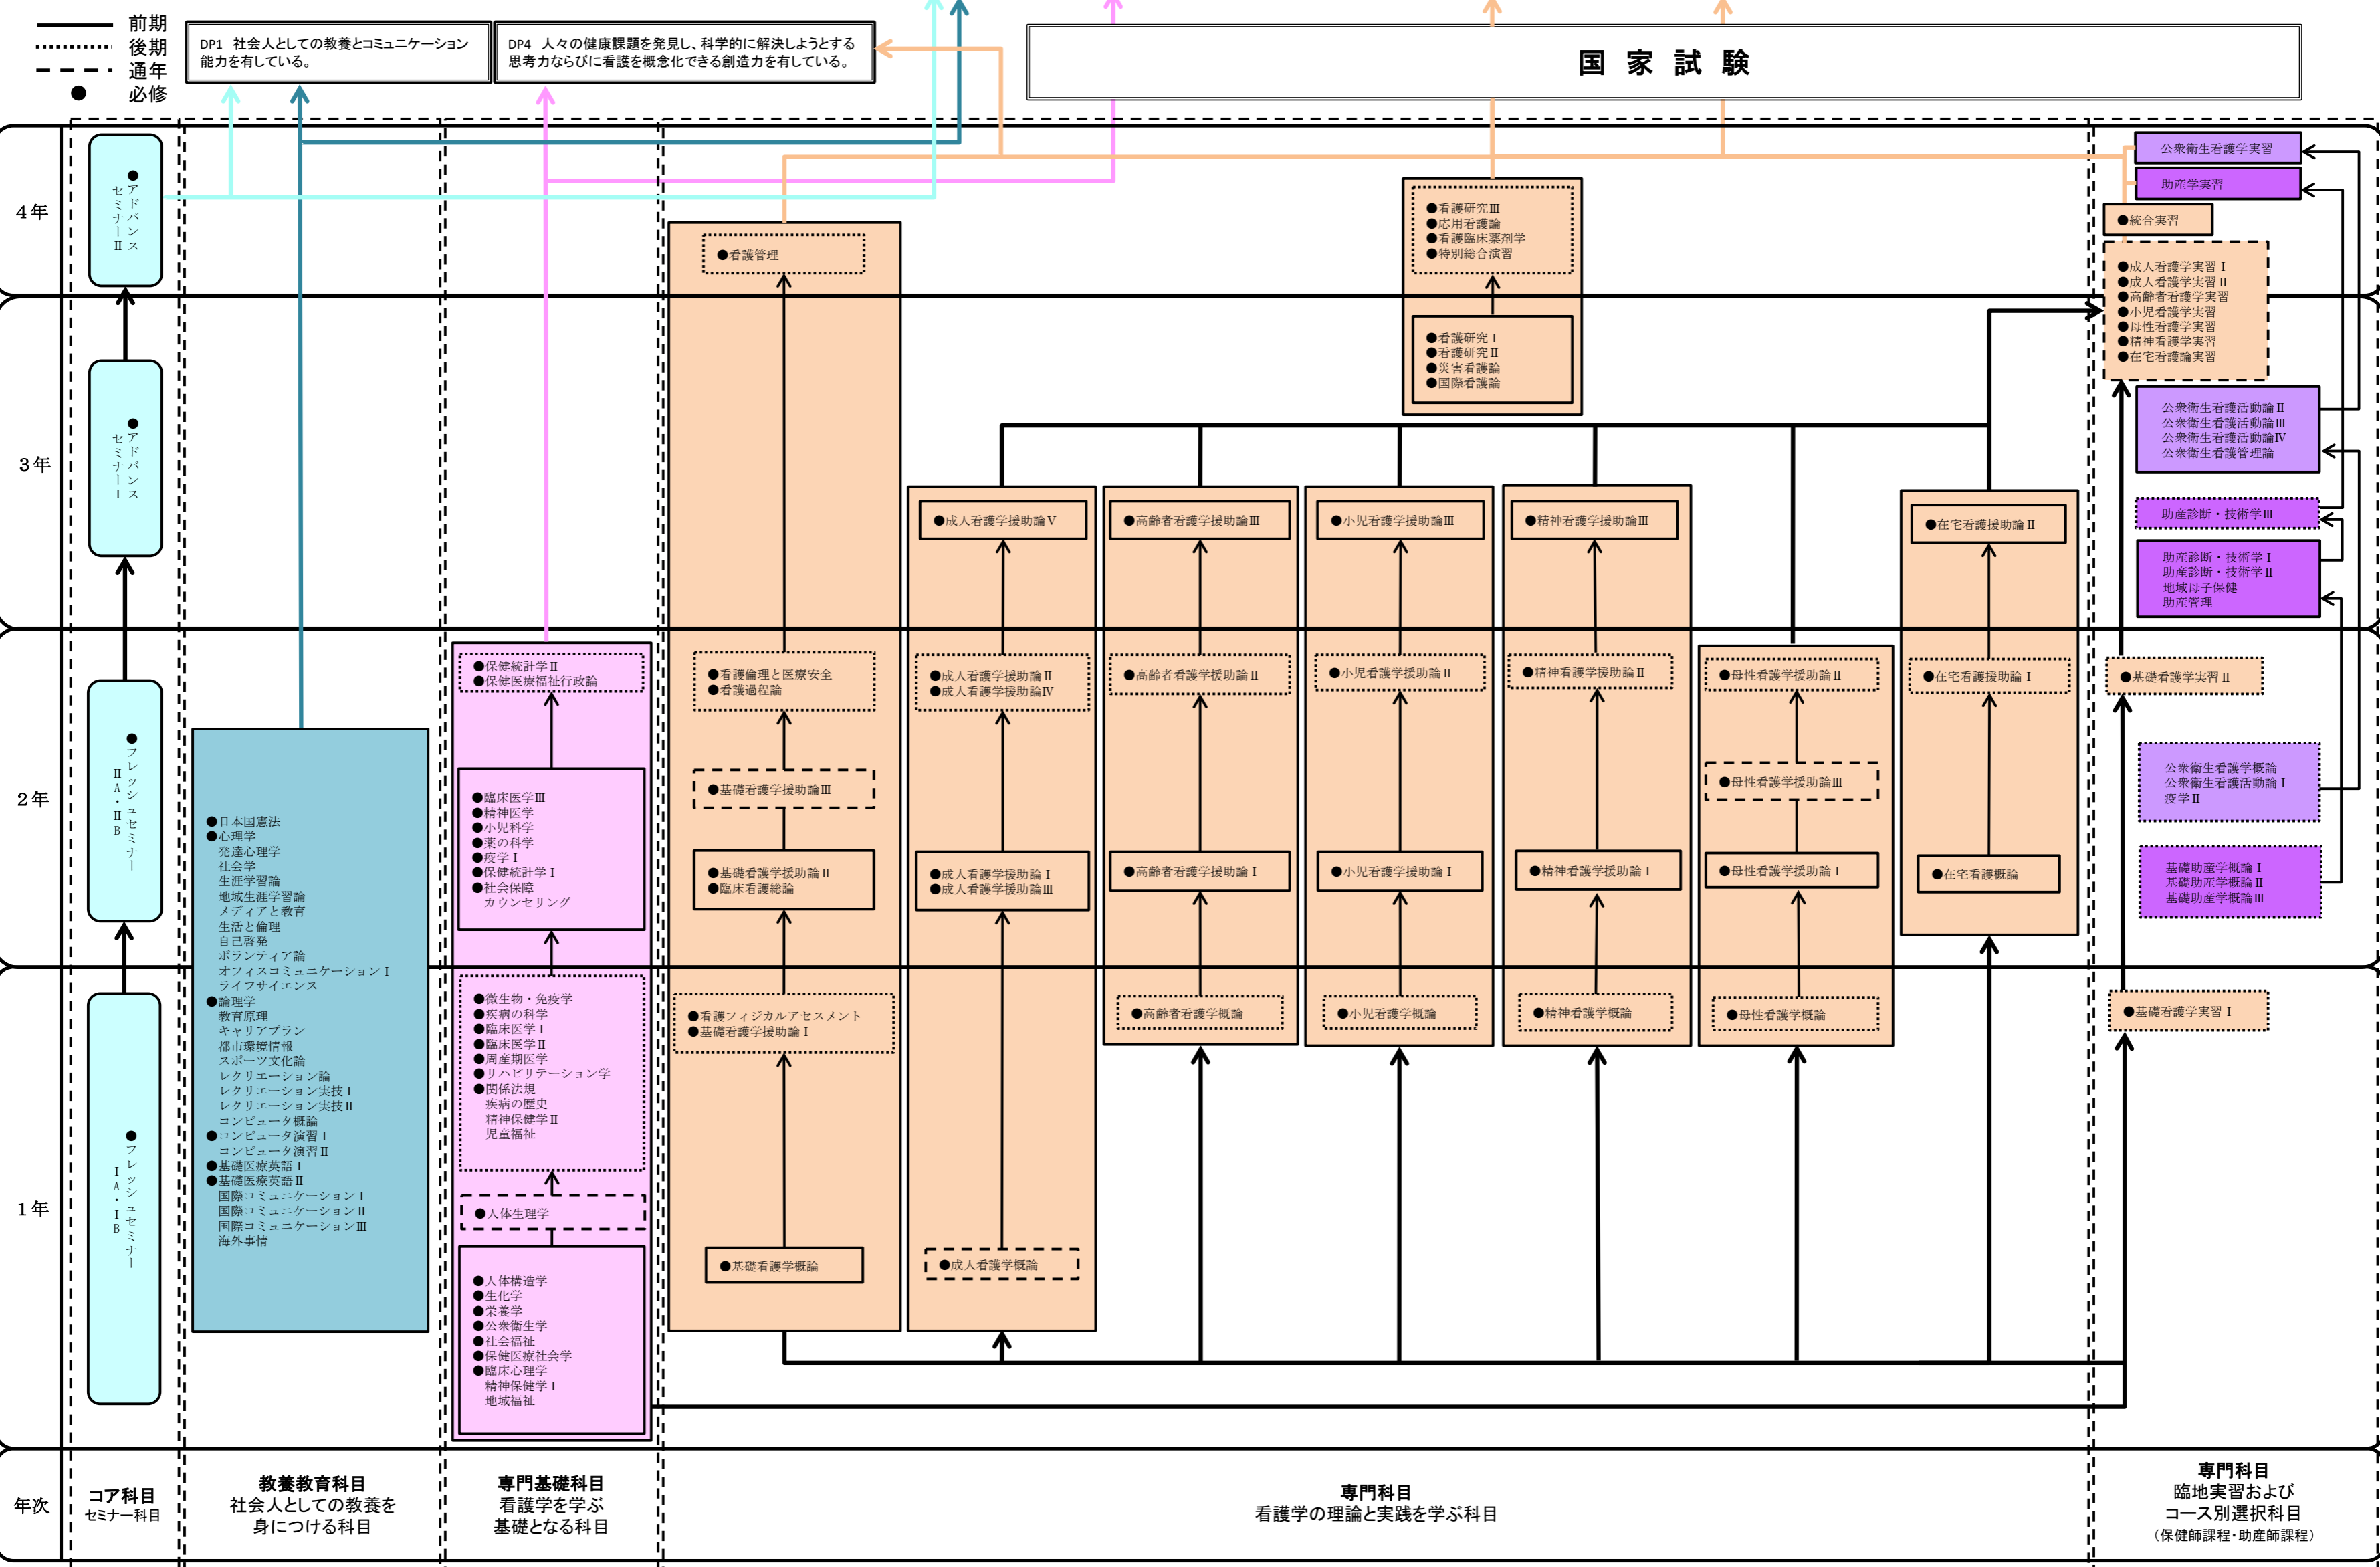 前期
後期
通年
●　必修
DP1　社会人としての教養とコミュニケーション
能力を有している。
DP4　人々の健康課題を発見し、科学的に解決しようとする
思考力ならびに看護を概念化できる創造力を有している。
国家試験
4年
●アドバンス
セミナーⅡ
●看護管理
●看護研究Ⅲ
●応用看護論
●看護臨床薬剤学
●特別総合演習
公衆衛生看護学実習
助産学実習
●統合実習
●成人看護学実習Ⅰ
●成人看護学実習Ⅱ
●高齢者看護学実習
●小児看護学実習
●母性看護学実習
●精神看護学実習
●在宅看護論実習
3年
●アドバンス
セミナーⅠ
●看護研究Ⅰ
●看護研究Ⅱ
●災害看護論
●国際看護論
公衆衛生看護活動論Ⅱ
公衆衛生看護活動論Ⅲ
公衆衛生看護活動論Ⅳ
公衆衛生看護管理論
●成人看護学援助論Ⅴ
●高齢者看護学援助論Ⅲ
●小児看護学援助論Ⅲ
●精神看護学援助論Ⅲ
●在宅看護援助論Ⅱ
助産診断・技術学Ⅲ
助産診断・技術学Ⅰ
助産診断・技術学Ⅱ
地域母子保健
助産管理
2年
●フレッシュセミナー
ⅡA・ⅡB
●保健統計学Ⅱ
●保健医療福祉行政論
●看護倫理と医療安全
●看護過程論
●成人看護学援助論Ⅱ
●成人看護学援助論Ⅳ
●高齢者看護学援助論Ⅱ
●小児看護学援助論Ⅱ
●精神看護学援助論Ⅱ
●母性看護学援助論Ⅱ
●在宅看護援助論Ⅰ
●基礎看護学実習Ⅱ
●臨床医学Ⅲ
●精神医学
●小児科学
●薬の科学
●疫学Ⅰ
●保健統計学Ⅰ
●社会保障
カウンセリング
●基礎看護学援助論Ⅲ
●母性看護学援助論Ⅲ
公衆衛生看護学概論
公衆衛生看護活動論Ⅰ
疫学Ⅱ
●基礎看護学援助論Ⅱ
●臨床看護総論
●成人看護学援助論Ⅰ
●成人看護学援助論Ⅲ
●高齢者看護学援助論Ⅰ
●小児看護学援助論Ⅰ
●精神看護学援助論Ⅰ
●母性看護学援助論Ⅰ
●在宅看護概論
基礎助産学概論Ⅰ
基礎助産学概論Ⅱ
基礎助産学概論Ⅲ
●日本国憲法
●心理学
発達心理学
社会学
生涯学習論
地域生涯学習論
メディアと教育
生活と倫理
自己啓発
ボランティア論
オフィスコミュニケーションⅠ
ライフサイエンス
●論理学
教育原理
キャリアプラン
都市環境情報
スポーツ文化論
レクリエーション論
レクリエーション実技Ⅰ
レクリエーション実技Ⅱ
コンピュータ概論
●コンピュータ演習Ⅰ
コンピュータ演習Ⅱ
●基礎医療英語Ⅰ
●基礎医療英語Ⅱ
国際コミュニケーションⅠ
国際コミュニケーションⅡ
国際コミュニケーションⅢ
海外事情
1年
●フレッシュセミナー
ⅠA・ⅠB
●微生物・免疫学
●疾病の科学
●臨床医学Ⅰ
●臨床医学Ⅱ
●周産期医学
●リハビリテーション学
●関係法規
疾病の歴史
精神保健学Ⅱ
児童福祉
●看護フィジカルアセスメント
●基礎看護学援助論Ⅰ
●高齢者看護学概論
●小児看護学概論
●精神看護学概論
●母性看護学概論
●基礎看護学実習Ⅰ
●人体生理学
●基礎看護学概論
●成人看護学概論
●人体構造学
●生化学
●栄養学
●公衆衛生学
●社会福祉
●保健医療社会学
●臨床心理学
精神保健学Ⅰ
地域福祉
年次
コア科目
セミナー科目
教養教育科目
社会人としての教養を
身につける科目
専門基礎科目
看護学を学ぶ
基礎となる科目
専門科目
看護学の理論と実践を学ぶ科目
専門科目
臨地実習および
コース別選択科目
（保健師課程・助産師課程）